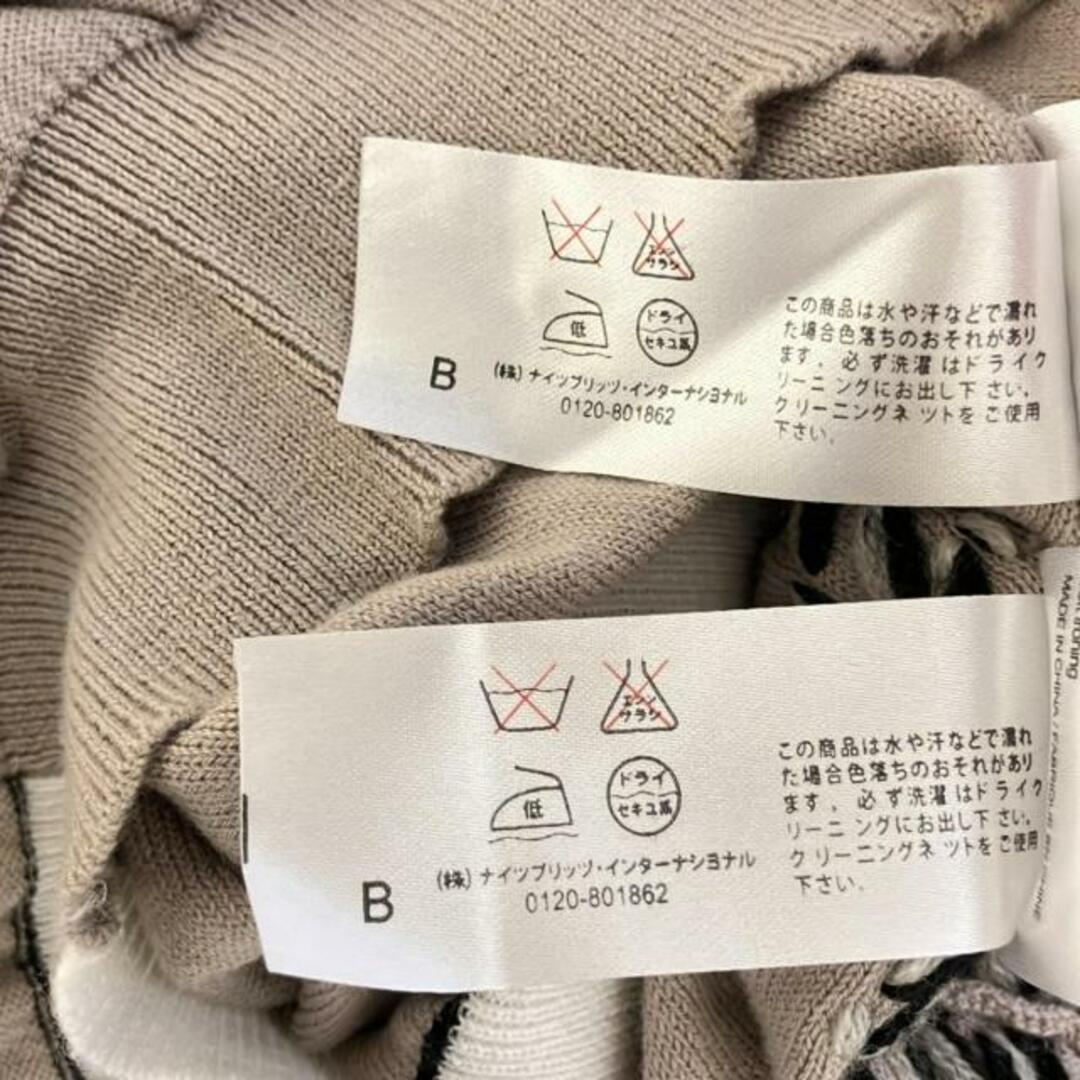 エンソ
サラシ
低
ドライ
セキユ系
B
(株) ナイツブリッツ・インターナショナル
0120-801862
この商品は水や汗などで濡れ
た場合色落ちのおそれがあり
ます。必ず洗濯はドライク
リーニングにお出し下さい。
クリーニングネットをご使用
下さい。
エンソ
サラシ
低
ドライ
セキユ系
B
(株) ナイツブリッツ・インターナショナル
0120-801862
この商品は水や汗などで濡れ
た場合色落ちのおそれがあり
ます。必ず洗濯はドライク
リーニングにお出し下さい。
クリーニングネットをご使用
下さい。
ironing
MADE IN CHINA / FABRIQUE EN CHINE